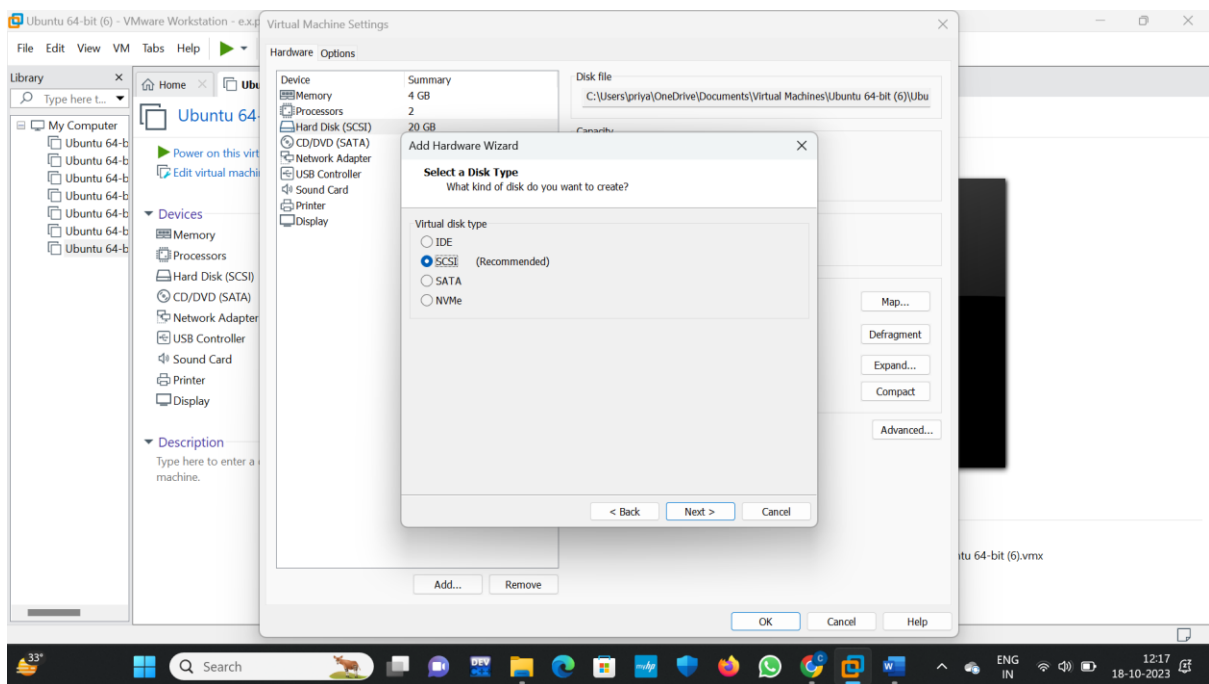 Ubuntu 64-bit (6) - VMware Workstation - e.x.p
File Edit View VM Tabs Help
Library ×
Type here t...
My Computer
Ubuntu 64-b
Ubuntu 64-b
Ubuntu 64-b
Ubuntu 64-b
Ubuntu 64-b
Ubuntu 64-b
Ubuntu 64-b
Home × Ubu
Ubuntu 64-
Power on this virt
Edit virtual machi
Devices
Memory
Processors
Hard Disk (SCSI)
CD/DVD (SATA)
Network Adapter
USB Controller
Sound Card
Printer
Display
Description
Type here to enter a
machine.
Virtual Machine Settings
Hardware Options
Device Summary
Memory 4 GB
Processors 2
Hard Disk (SCSI) 20 GB
CD/DVD (SATA)
Network Adapter
USB Controller
Sound Card
Printer
Display
Add... Remove
Disk file
C:\Users\priya\OneDrive\Documents\Virtual Machines\Ubuntu 64-bit (6)\Ubu
Capacity
Map...
Defragment
Expand...
Compact
Advanced...
Add Hardware Wizard
Select a Disk Type
What kind of disk do you want to create?
Virtual disk type
IDE
SCSI (Recommended)
SATA
NVMe
< Back Next > Cancel
OK Cancel Help
tu 64-bit (6).vmx
33°
Search
DEV
myhp
ENG
IN
12:17
18-10-2023